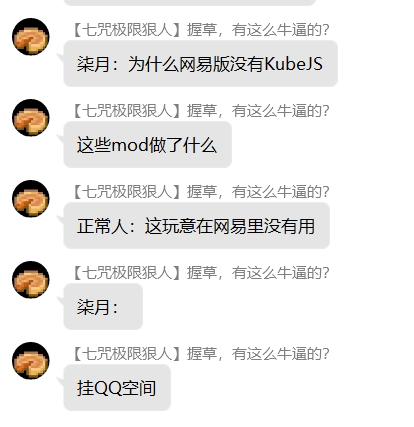 【七咒极限狠人】握草，有这么牛逼的？
柒月：为什么网易版没有KubeJS
【七咒极限狠人】握草，有这么牛逼的？
这些mod做了什么
【七咒极限狠人】握草，有这么牛逼的？
正常人：这玩意在网易里没有用
【七咒极限狠人】握草，有这么牛逼的？
柒月：
【七咒极限狠人】握草，有这么牛逼的？
挂QQ空间